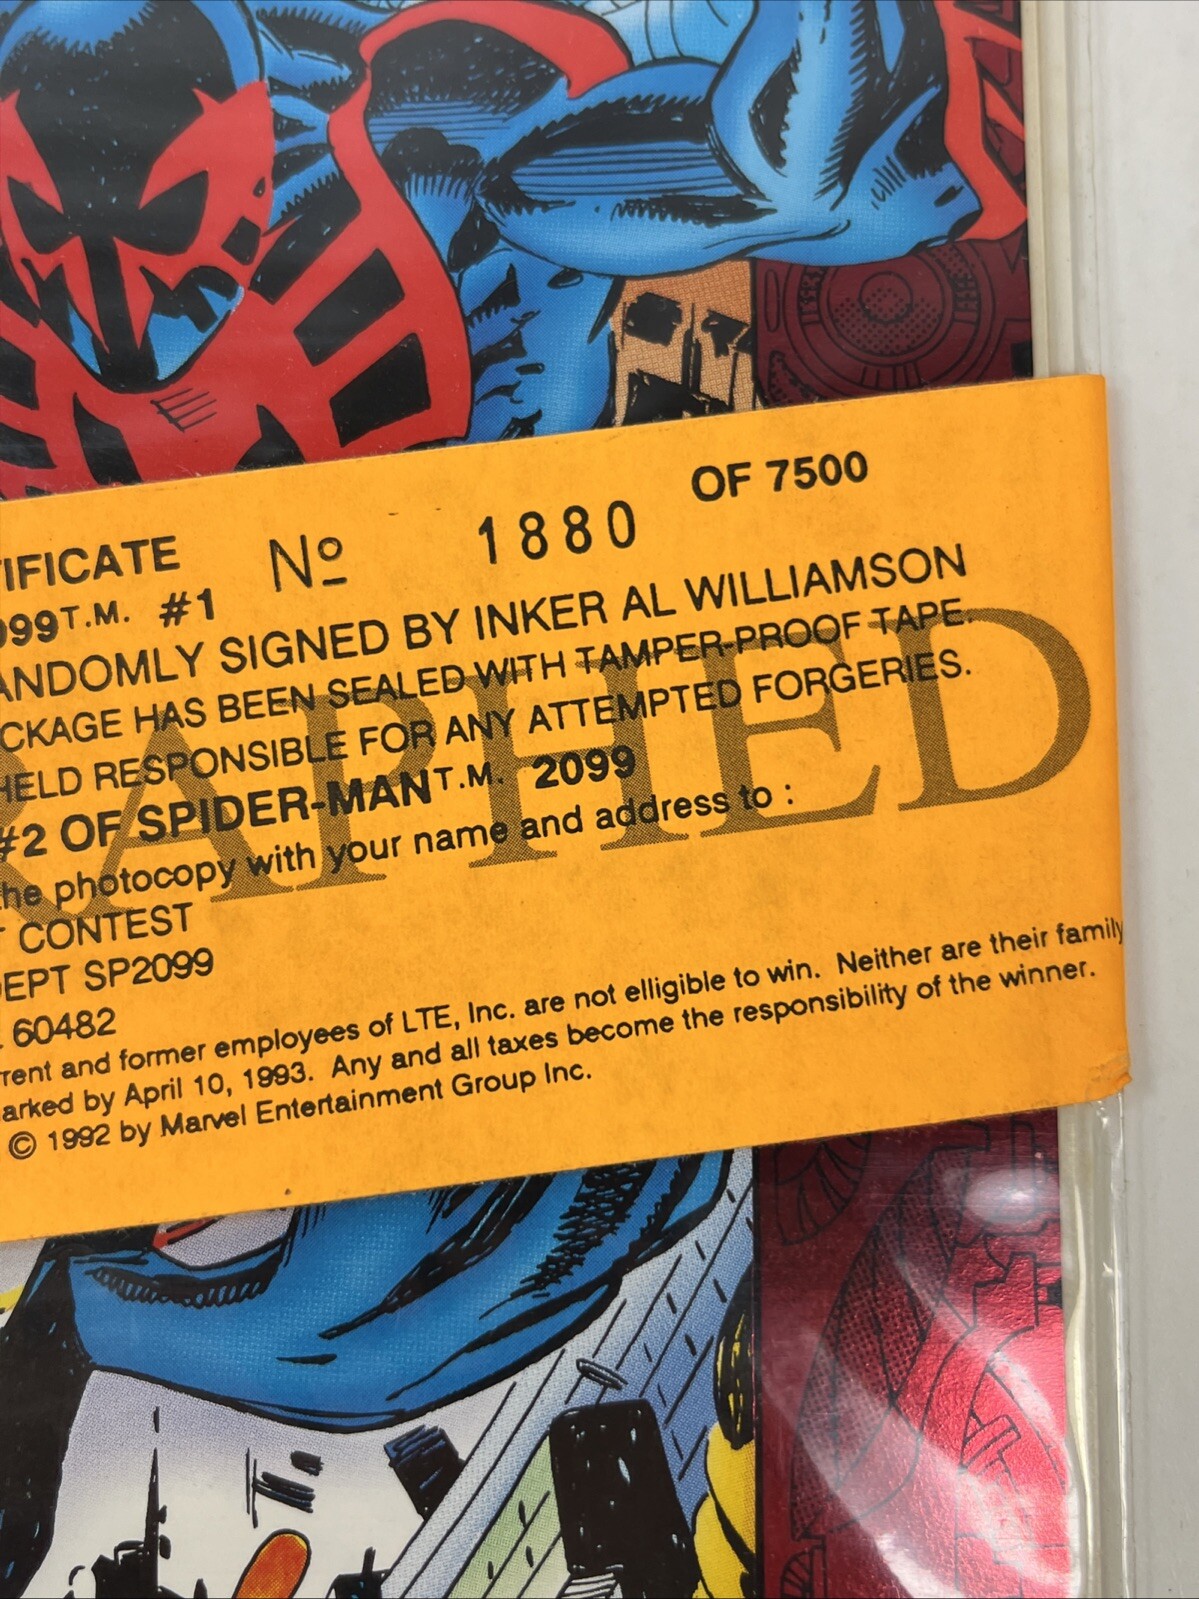 TIFICATE Nº 1880 OF 7500
099 T.M. #1
ANDOMLY SIGNED BY INKER AL WILLIAMSON
CKAGE HAS BEEN SEALED WITH TAMPER-PROOF TAPE.
HELD RESPONSIBLE FOR ANY ATTEMPTED FORGERIES.
#2 OF SPIDER-MAN T.M. 2099
the photocopy with your name and address to :
T CONTEST
DEPT SP2099
60482
rrent and former employees of LTE, Inc. are not elligible to win. Neither are their family
arked by April 10, 1993. Any and all taxes become the responsibility of the winner.
© 1992 by Marvel Entertainment Group Inc.
RAPHED